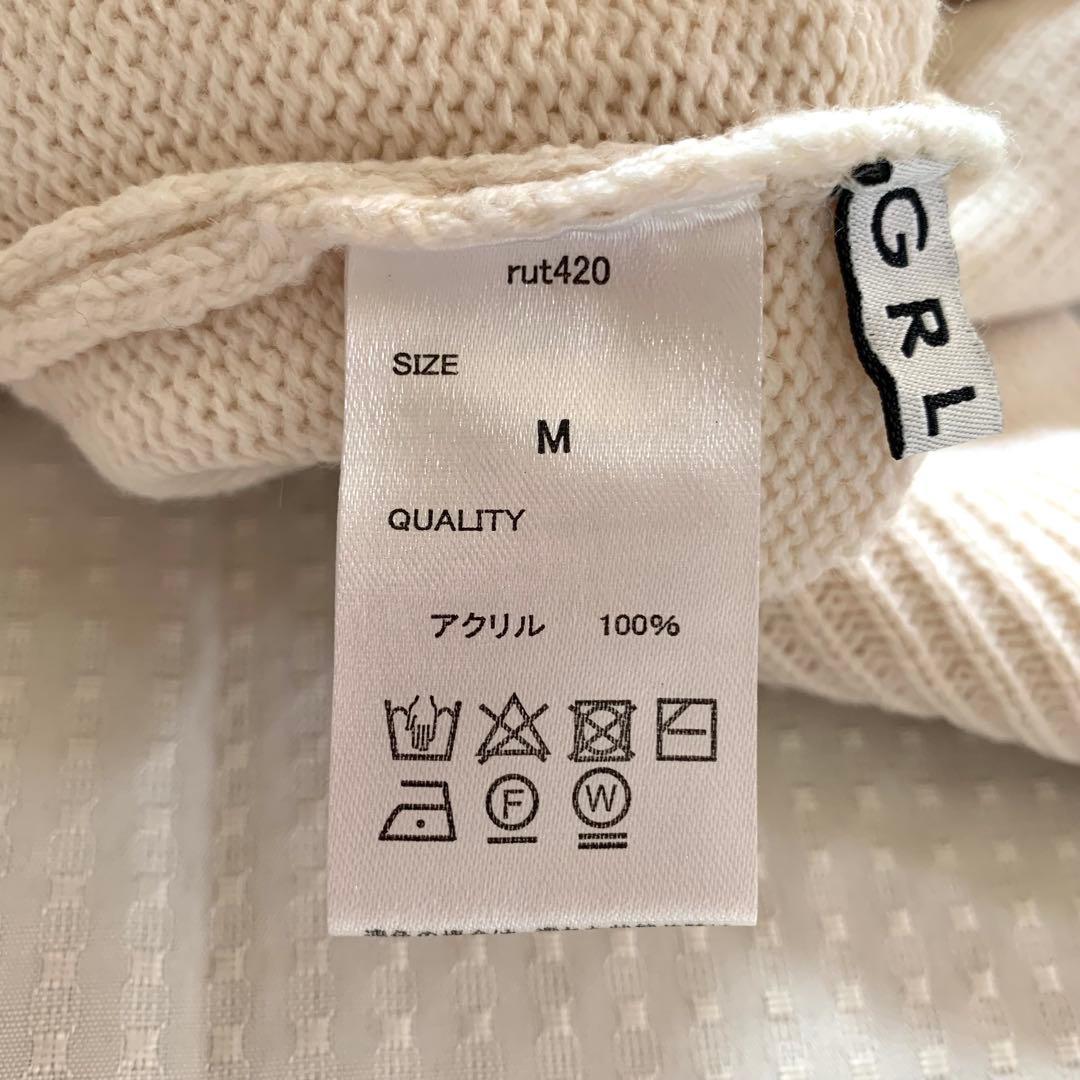 rut420
SIZE
M
QUALITY
アクリル 100%
F W
GRL